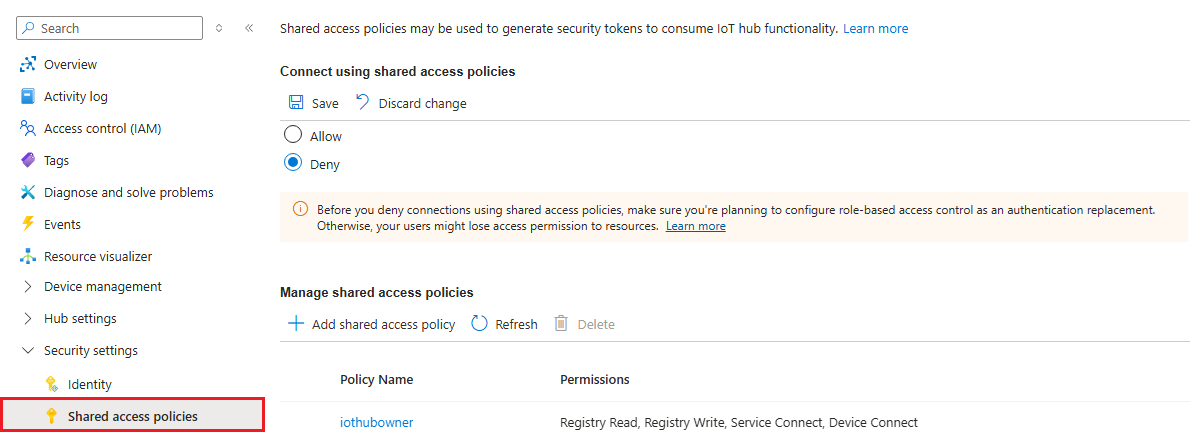 Search
Overview
Activity log
Access control (IAM)
Tags
Diagnose and solve problems
Events
Resource visualizer
Device management
Hub settings
Security settings
Identity
Shared access policies
Shared access policies may be used to generate security tokens to consume IoT hub functionality. Learn more
Connect using shared access policies
Save Discard change
Allow
Deny
Before you deny connections using shared access policies, make sure you're planning to configure role-based access control as an authentication replacement.
Otherwise, your users might lose access permission to resources. Learn more
Manage shared access policies
Add shared access policy Refresh Delete
Policy Name Permissions
iothubowner Registry Read, Registry Write, Service Connect, Device Connect